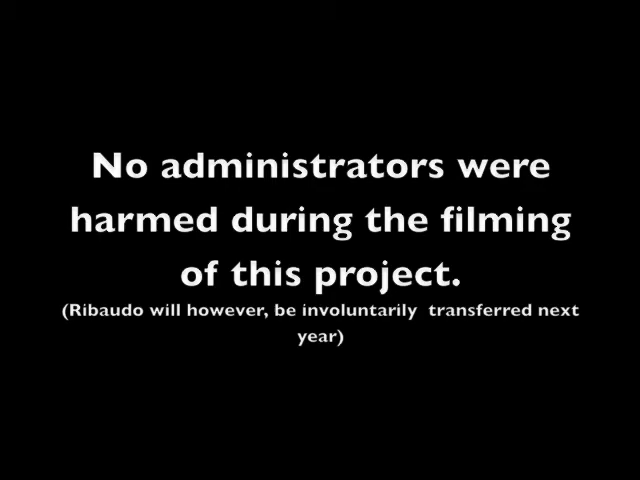 No administrators were
harmed during the filming
of this project.
(Ribaudo will however, be involuntarily  transferred next
year)